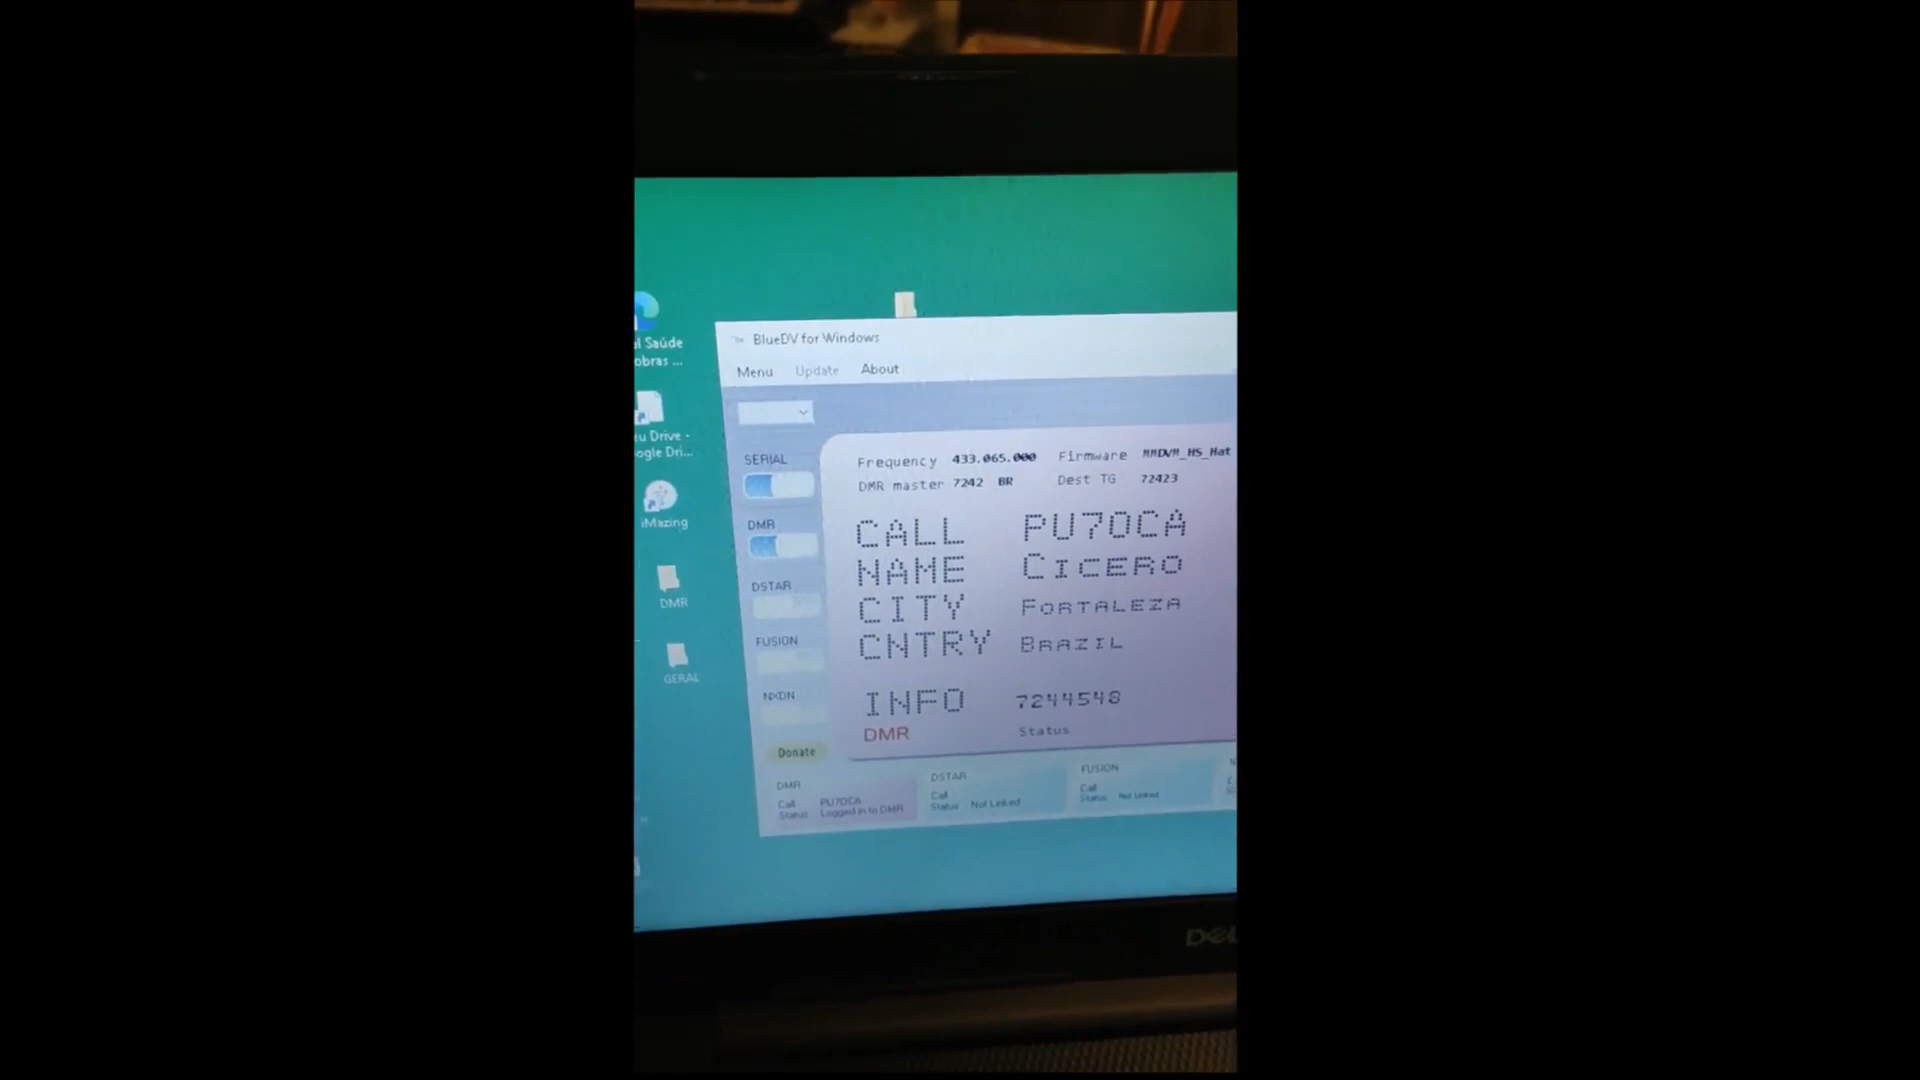 l Saúde
obras ...
u Drive -
ogle Dri...
iMazing
DMR
GERAL
BlueDV for Windows
Menu Update About
SERIAL
DMR
DSTAR
FUSION
NXDN
Donate
Frequency 433.065.000 Firmware MMDVM_HS_Hat
DMR master 7242 BR Dest TG 72423
CALL PU7OCA
NAME CICERO
CITY FORTALEZA
CNTRY BRAZIL
INFO 7244548
DMR Status
DMR
Call PU7OCA
Status Logged in to DMR
DSTAR
Call
Status Not Linked
FUSION
Call
Status Not Linked
DELL